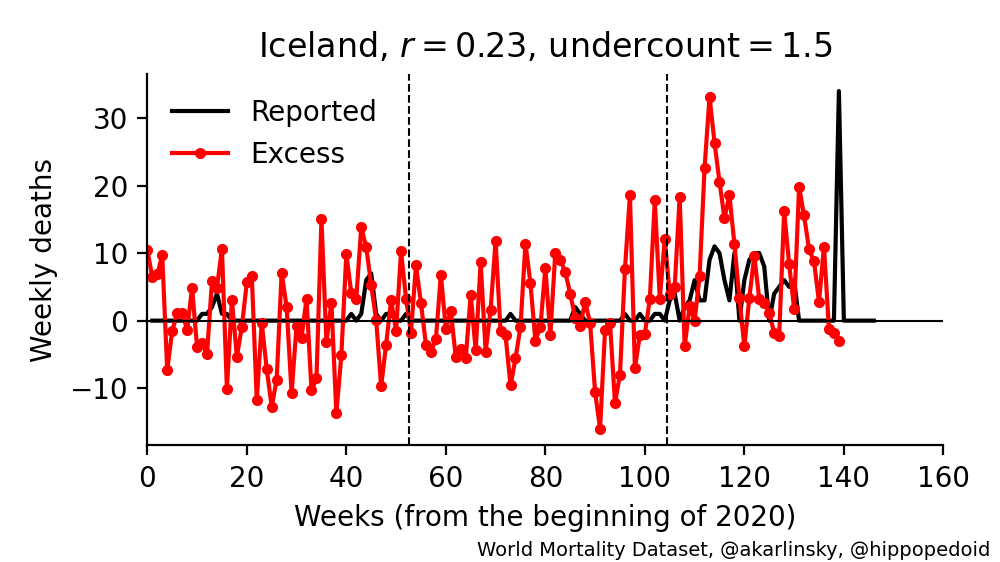 Iceland, r = 0.23, undercount = 1.5
Reported
Excess
Weekly deaths
30
20
10
0
−10
0 20 40 60 80 100 120 140 160
Weeks (from the beginning of 2020)
World Mortality Dataset, @akarlinsky, @hippopedoid